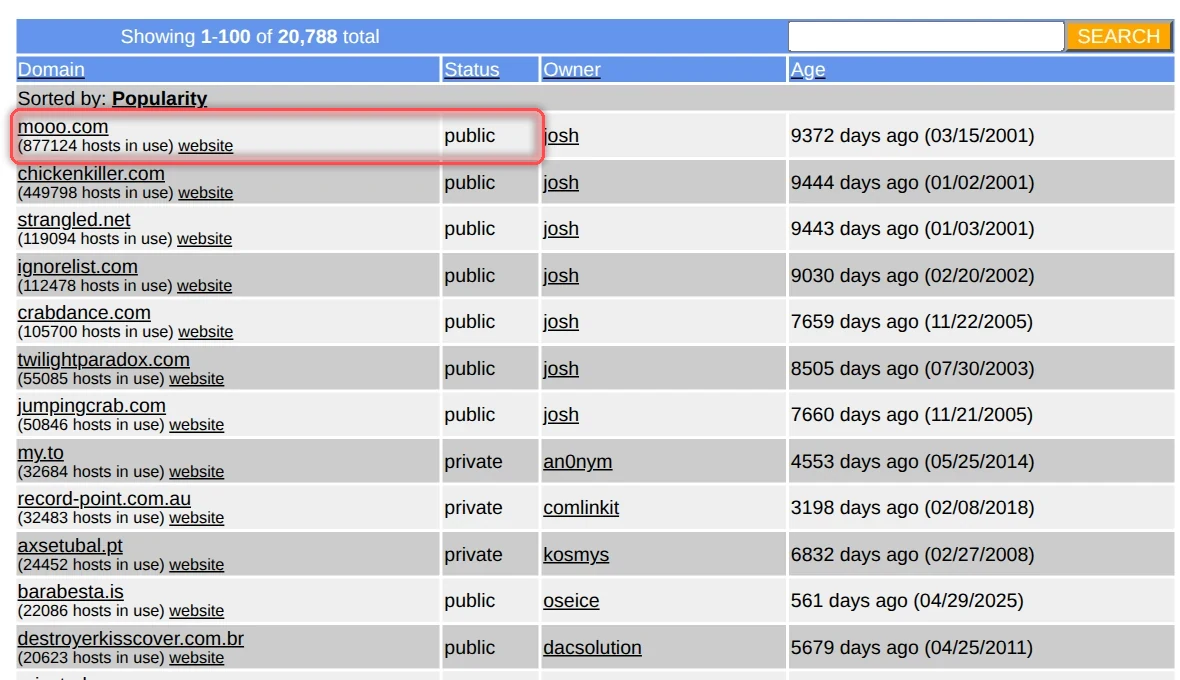 Showing 1-100 of 20,788 total SEARCH
Domain Status Owner Age
Sorted by: Popularity
mooo.com
(877124 hosts in use) website public josh 9372 days ago (03/15/2001)
chickenkiller.com
(449798 hosts in use) website public josh 9444 days ago (01/02/2001)
strangled.net
(119094 hosts in use) website public josh 9443 days ago (01/03/2001)
ignorelist.com
(112478 hosts in use) website public josh 9030 days ago (02/20/2002)
crabdance.com
(105700 hosts in use) website public josh 7659 days ago (11/22/2005)
twilightparadox.com
(55085 hosts in use) website public josh 8505 days ago (07/30/2003)
jumpingcrab.com
(50846 hosts in use) website public josh 7660 days ago (11/21/2005)
my.to
(32684 hosts in use) website private an0nym 4553 days ago (05/25/2014)
record-point.com.au
(32483 hosts in use) website private comlinkit 3198 days ago (02/08/2018)
axsetubal.pt
(24452 hosts in use) website private kosmys 6832 days ago (02/27/2008)
barabesta.is
(22086 hosts in use) website public oseice 561 days ago (04/29/2025)
destroyerkisscover.com.br
(20623 hosts in use) website public dacsolution 5679 days ago (04/25/2011)